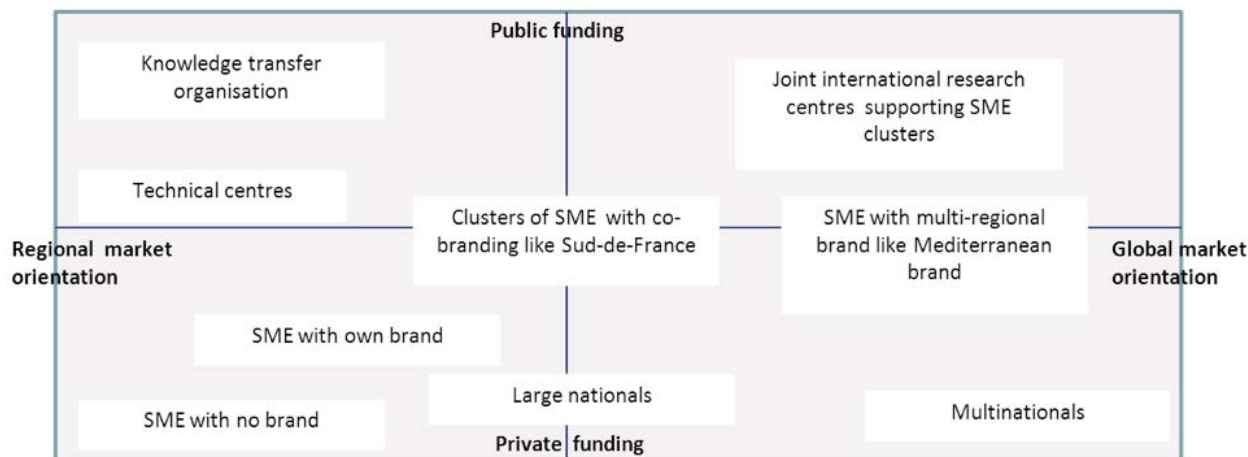 Public funding
Knowledge transfer
organisation
Joint international research
centres supporting SME
clusters
Technical centres
Clusters of SME with co-
branding like Sud-de-France
SME with multi-regional
brand like Mediterranean
brand
Regional market
orientation
Global market
orientation
SME with own brand
Large nationals
SME with no brand
Multinationals
Private funding